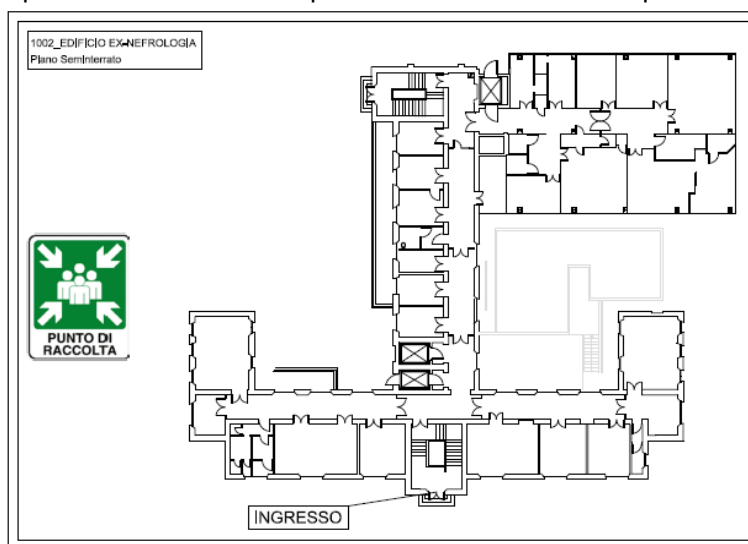 1002_EDIFICIO EX-NEFROLOGIA
Piano Seminterrato
PUNTO DI
RACCOLTA
INGRESSO